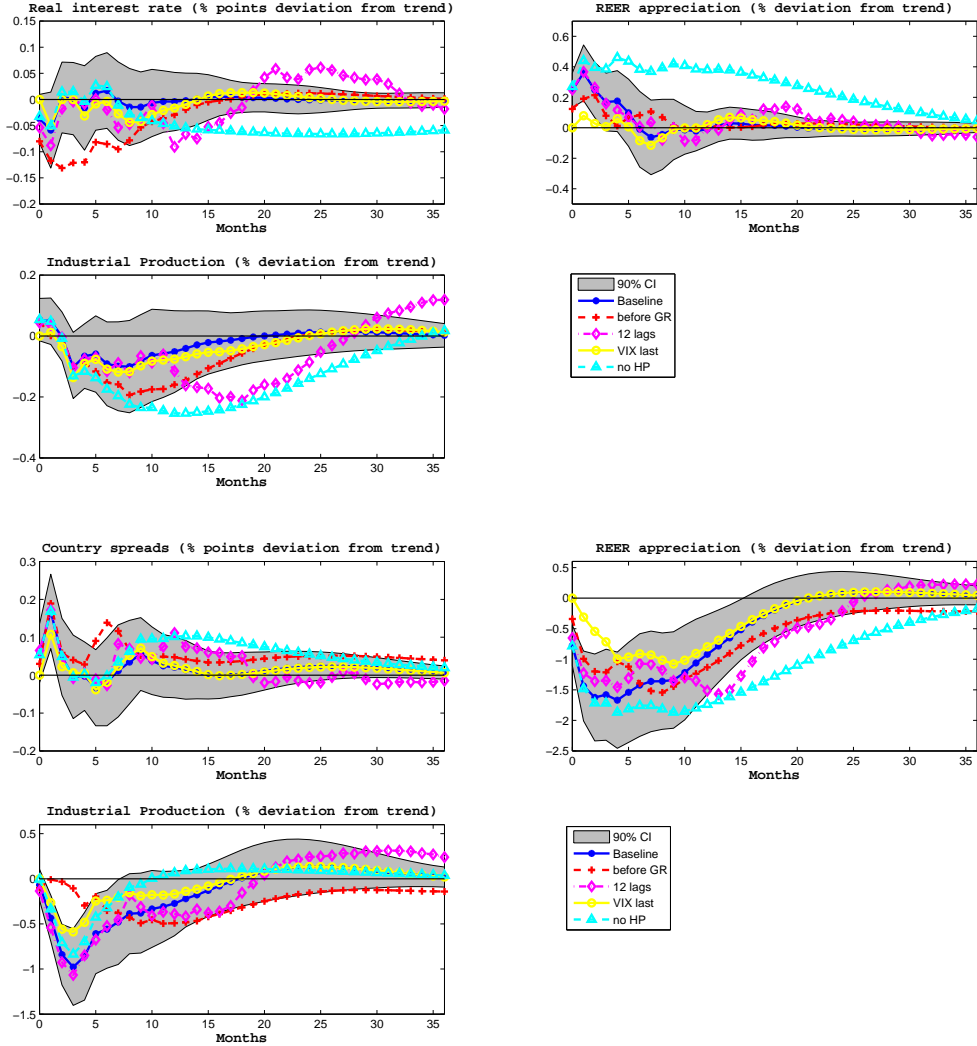 Real interest rate (% points deviation from trend)
0.15
0.1
0.05
0
−0.05
−0.1
−0.15
−0.2
0 5 10 15 20 25 30 35
Months
REER appreciation (% deviation from trend)
0.8
0.6
0.4
0.2
0
−0.2
−0.4
0 5 10 15 20 25 30 35
Months
Industrial Production (% deviation from trend)
0.2
0
−0.2
−0.4
0 5 10 15 20 25 30 35
Months
90% CI
Baseline
before GR
12 lags
VIX last
no HP
Country spreads (% points deviation from trend)
0.3
0.2
0.1
0
−0.1
−0.2
0 5 10 15 20 25 30 35
Months
REER appreciation (% deviation from trend)
0.5
0
−0.5
−1
−1.5
−2
−2.5
0 5 10 15 20 25 30 35
Months
Industrial Production (% deviation from trend)
0.5
0
−0.5
−1
−1.5
0 5 10 15 20 25 30 35
Months
90% CI
Baseline
before GR
12 lags
VIX last
no HP